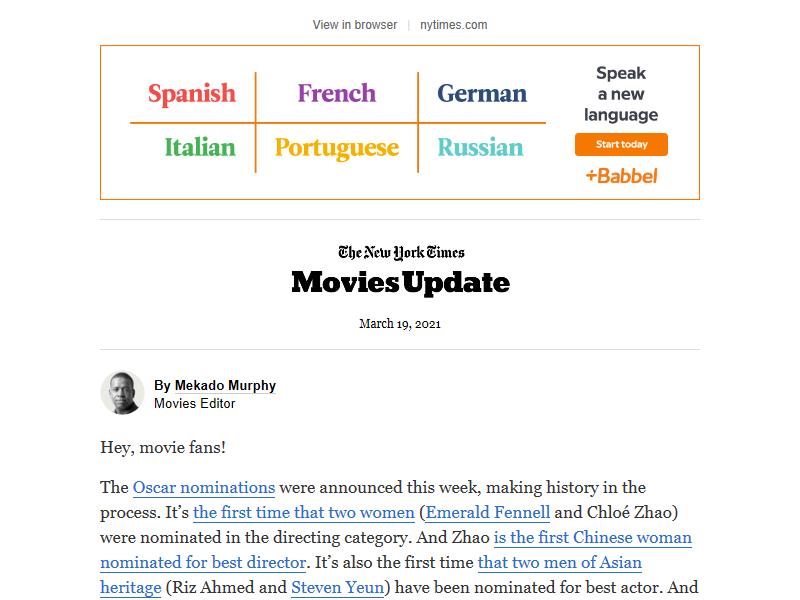 View in browser | nytimes.com
Spanish French German
Italian Portuguese Russian
Speak
a new
language
Start today
+Babbel
The New York Times
Movies Update
March 19, 2021
By Mekado Murphy
Movies Editor
Hey, movie fans!
The Oscar nominations were announced this week, making history in the
process. It’s the first time that two women (Emerald Fennell and Chloé Zhao)
were nominated in the directing category. And Zhao is the first Chinese woman
nominated for best director. It’s also the first time that two men of Asian
heritage (Riz Ahmed and Steven Yeun) have been nominated for best actor. And